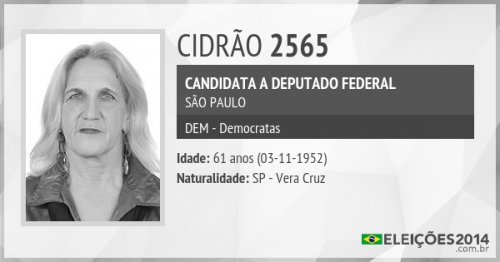 CIDRÃO 2565
CANDIDATA A DEPUTADO FEDERAL
SÃO PAULO
DEM - Democratas
Idade: 61 anos (03-11-1952)
Naturalidade: SP - Vera Cruz
ELEIÇÕES2014
.com.br